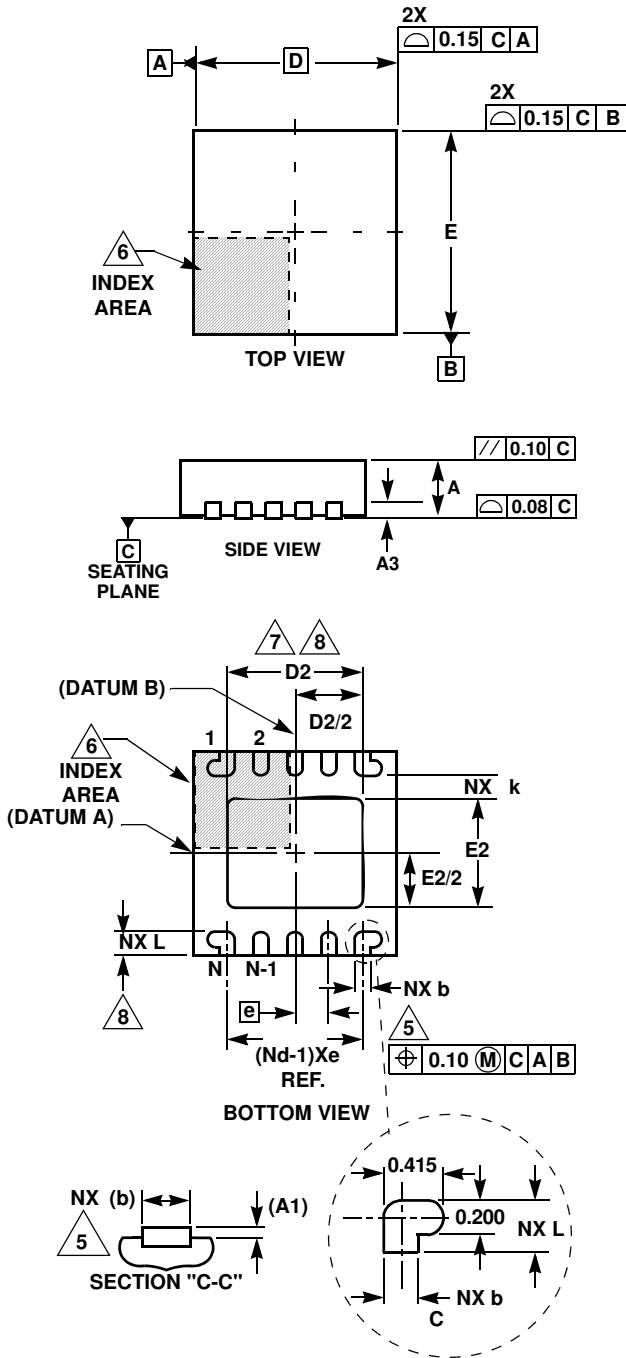 2X
⌓ 0.15 C A
A
D
2X
⌓ 0.15 C B
6
INDEX
AREA
E
TOP VIEW
B
// 0.10 C
A
⌓ 0.08 C
C
SEATING
PLANE
SIDE VIEW
A3
7 8
D2
(DATUM B)
D2/2
1 2
6
INDEX
AREA
(DATUM A)
NX k
E2
E2/2
NX L
8
N N-1
NX b
e
5
(Nd-1)Xe
REF.
⌖ 0.10 Ⓜ C A B
BOTTOM VIEW
NX (b)
(A1)
5
SECTION "C-C"
0.415
0.200
NX L
NX b
C